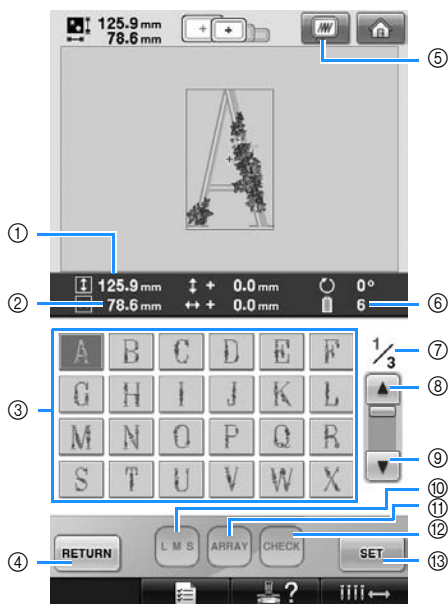 125.9 mm
78.6 mm
⑤
①
125.9 mm + 0.0 mm 0°
② 78.6 mm + 0.0 mm 6 ⑥
1/3 ⑦
A B C D E F ⑧
③ G H I J K L
M N O P Q R ⑨
S T U V W X ⑩
⑪
⑫
④ RETURN L M S ARRAY CHECK SET ⑬
?